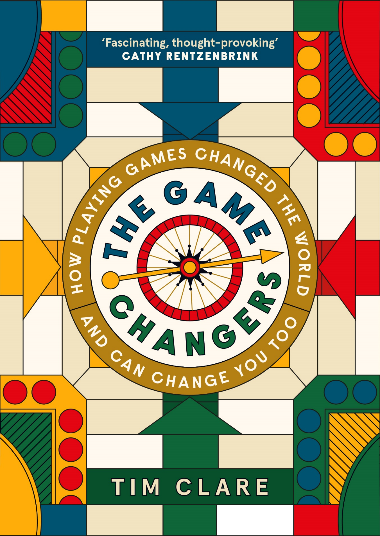 'Fascinating, thought-provoking'
CATHY RENTZENBRINK
HOW PLAYING GAMES CHANGED THE WORLD
THE GAME
CHANGERS
AND CAN CHANGE YOU TOO
TIM CLARE